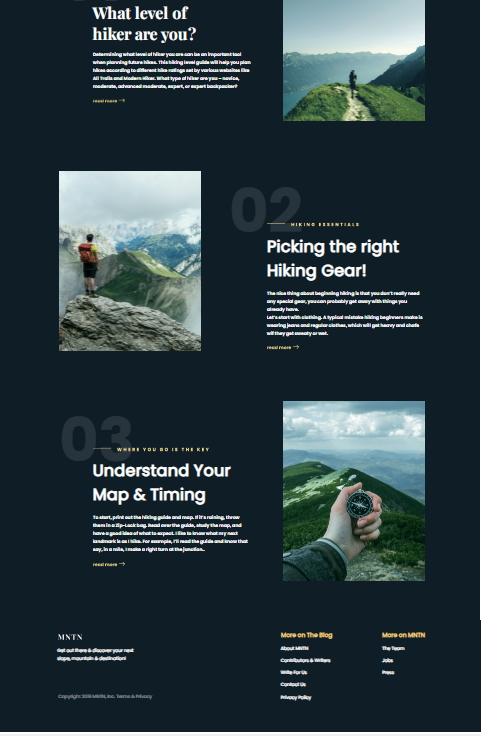 What level of
hiker are you?
Determining what level of hiker you are can be an important tool
when planning future hikes. This hiking level guide will help you plan
hikes according to different hike ratings set by various websites like
All Trails and Modern Hiker. What type of hiker are you – novice,
moderate, advanced moderate, expert, or expert backpacker?
read more →
02
HIKING ESSENTIALS
Picking the right
Hiking Gear!
The nice thing about beginning hiking is that you don't really need
any special gear, you can probably get away with things you
already have.
Let's start with clothing. A typical mistake hiking beginners make is
wearing jeans and regular clothes, which will get heavy and chafe
wif they get sweaty or wet.
read more →
03
WHERE YOU GO IS THE KEY
Understand Your
Map & Timing
To start, print out the hiking guide and map. If it's raining, throw
them in a Zip-Lock bag. Read over the guide, study the map, and
have a good idea of what to expect. I like to know what my next
landmark is as I hike. For example, I'll read the guide and know that
say, in a mile, I make a right turn at the junction..
read more →
MNTN
Get out there & discover your next
slope, mountain & destination!
Copyright 2019 MNTN, Inc. Terms & Privacy
More on The Blog
About MNTN
Contributors & Writers
Write For Us
Contact Us
Privacy Policy
More on MNTN
The Team
Jobs
Press